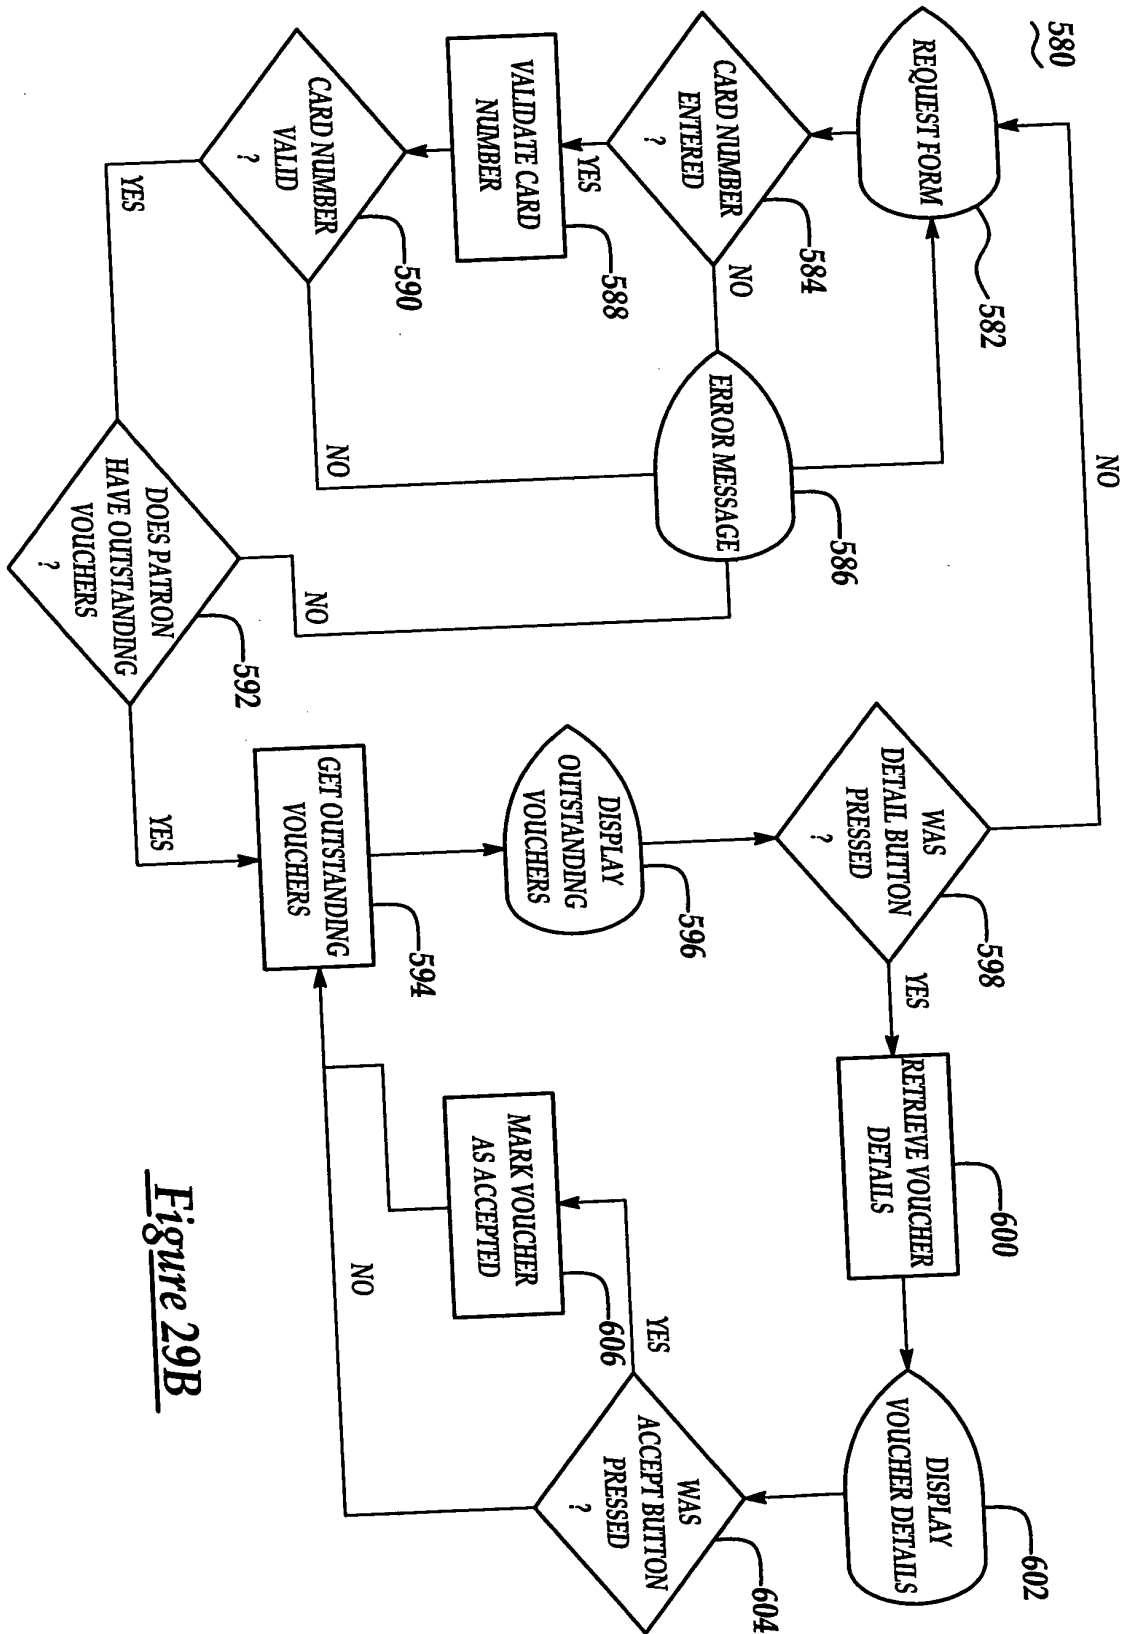 580
REQUEST FORM
582
CARD NUMBER
ENTERED
?
584
NO
YES
ERROR MESSAGE
586
VALIDATE CARD
NUMBER
588
CARD NUMBER
VALID
?
590
NO
YES
DOES PATRON
HAVE OUTSTANDING
VOUCHERS
?
592
NO
YES
GET OUTSTANDING
VOUCHERS
594
DISPLAY
OUTSTANDING
VOUCHERS
596
WAS
DETAIL BUTTON
PRESSED
?
598
NO
YES
RETRIEVE VOUCHER
DETAILS
600
DISPLAY
VOUCHER DETAILS
602
WAS
ACCEPT BUTTON
PRESSED
?
604
YES
NO
MARK VOUCHER
AS ACCEPTED
606
Figure 29B